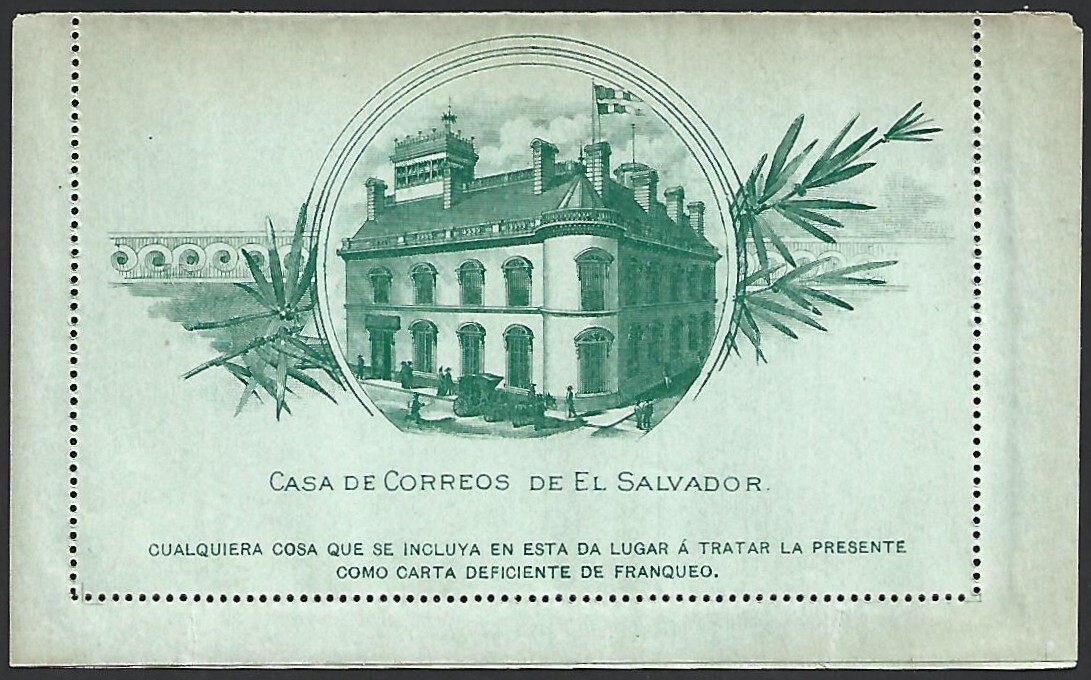 CASA DE CORREOS DE EL SALVADOR.
CUALQUIERA COSA QUE SE INCLUYA EN ESTA DA LUGAR Á TRATAR LA PRESENTE
COMO CARTA DEFICIENTE DE FRANQUEO.